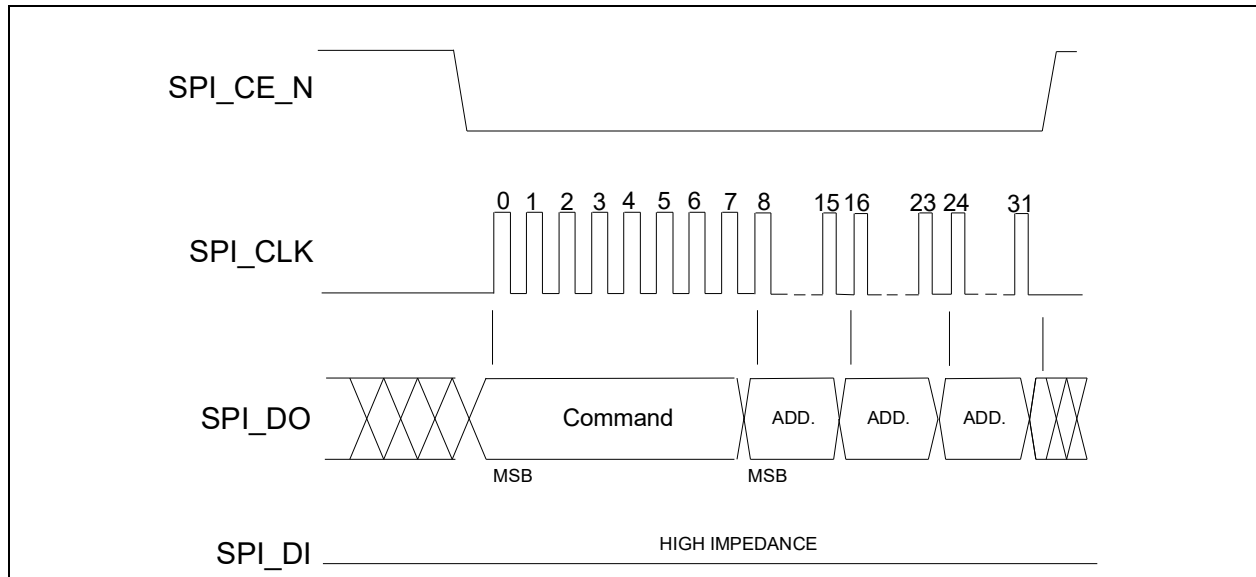 SPI_CE_N
0 1 2 3 4 5 6 7 8 15 16 23 24 31
SPI_CLK
SPI_DO Command ADD. ADD. ADD.
MSB MSB
HIGH IMPEDANCE
SPI_DI